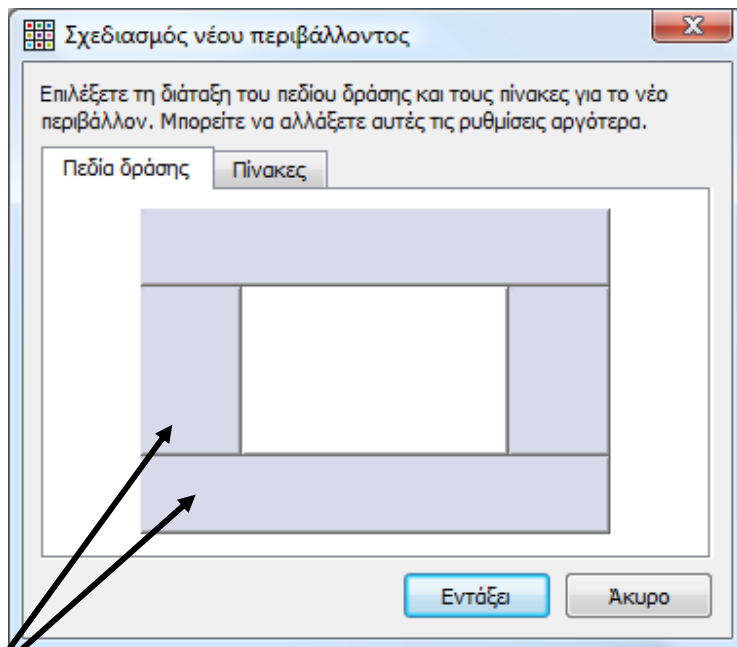 Σχεδιασμός νέου περιβάλλοντος
Επιλέξετε τη διάταξη του πεδίου δράσης και τους πίνακες για το νέο
περιβάλλον. Μπορείτε να αλλάξετε αυτές τις ρυθμίσεις αργότερα.
Πεδία δράσης Πίνακες
Εντάξει Άκυρο